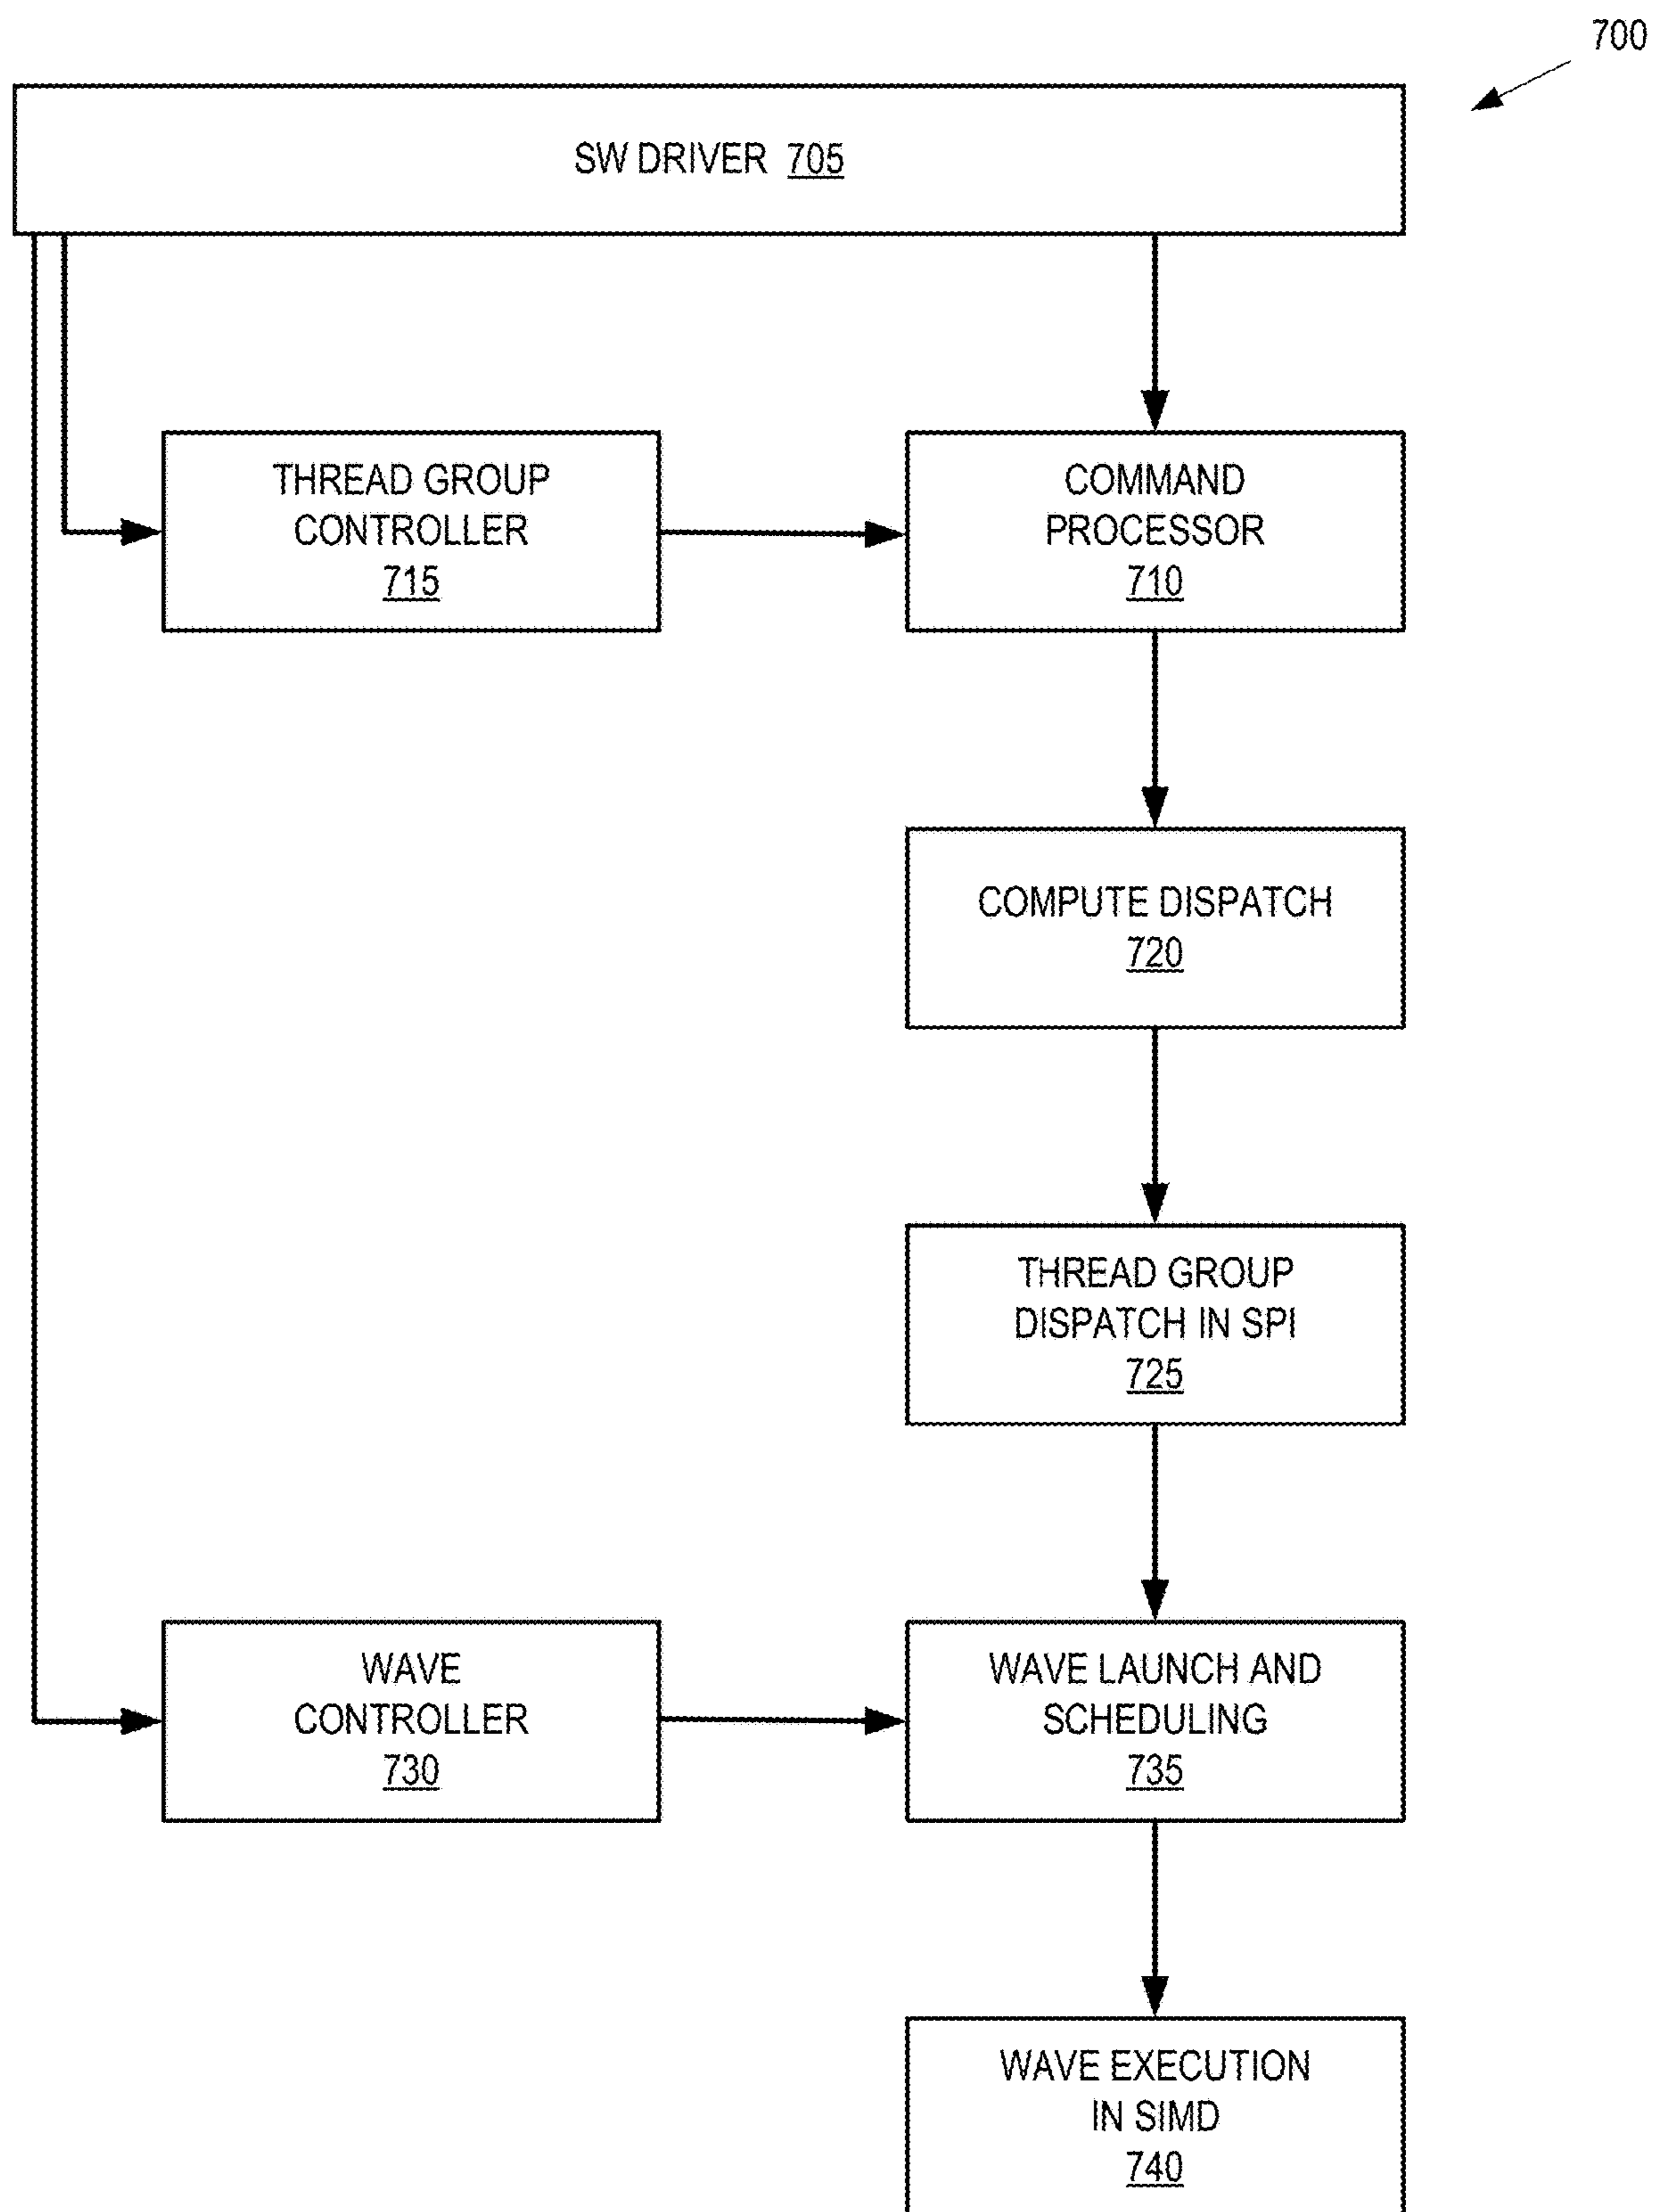 700
SW DRIVER 705
THREAD GROUP
CONTROLLER
715
COMMAND
PROCESSOR
710
COMPUTE DISPATCH
720
THREAD GROUP
DISPATCH IN SPI
725
WAVE
CONTROLLER
730
WAVE LAUNCH AND
SCHEDULING
735
WAVE EXECUTION
IN SIMD
740